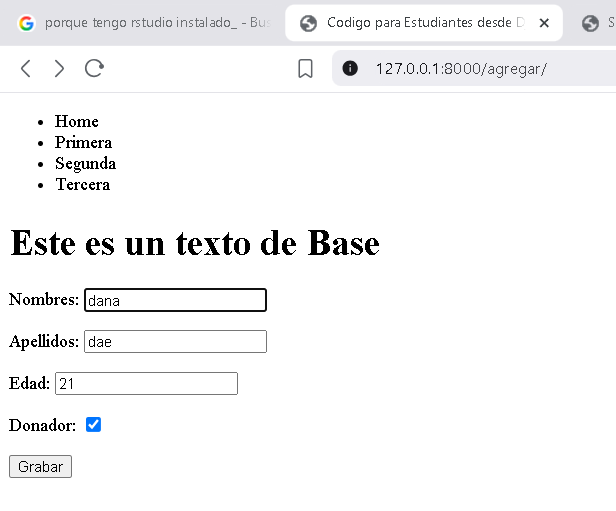 porque tengo rstudio instalado_ - Bus
Codigo para Estudiantes desde D
S
127.0.0.1:8000/agregar/
Home
Primera
Segunda
Tercera
Este es un texto de Base
Nombres: dana
Apellidos: dae
Edad: 21
Donador:
Grabar